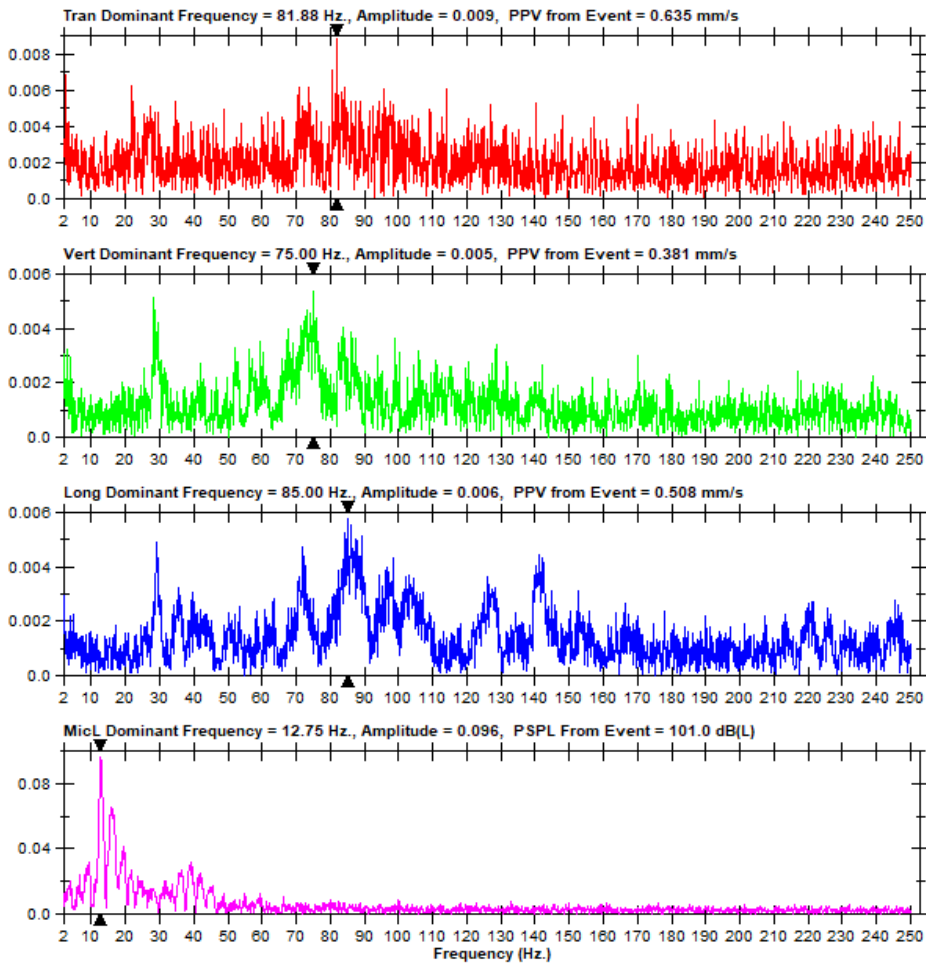 Tran Dominant Frequency = 81.88 Hz., Amplitude = 0.009, PPV from Event = 0.635 mm/s
0.008
0.006
0.004
0.002
0.0
2 10 20 30 40 50 60 70 80 90 100 110 120 130 140 150 160 170 180 190 200 210 220 230 240 250
Vert Dominant Frequency = 75.00 Hz., Amplitude = 0.005, PPV from Event = 0.381 mm/s
0.006
0.004
0.002
0.0
2 10 20 30 40 50 60 70 80 90 100 110 120 130 140 150 160 170 180 190 200 210 220 230 240 250
Long Dominant Frequency = 85.00 Hz., Amplitude = 0.006, PPV from Event = 0.508 mm/s
0.006
0.004
0.002
0.0
2 10 20 30 40 50 60 70 80 90 100 110 120 130 140 150 160 170 180 190 200 210 220 230 240 250
MicL Dominant Frequency = 12.75 Hz., Amplitude = 0.096, PSPL From Event = 101.0 dB(L)
0.08
0.04
0.0
2 10 20 30 40 50 60 70 80 90 100 110 120 130 140 150 160 170 180 190 200 210 220 230 240 250
Frequency (Hz.)